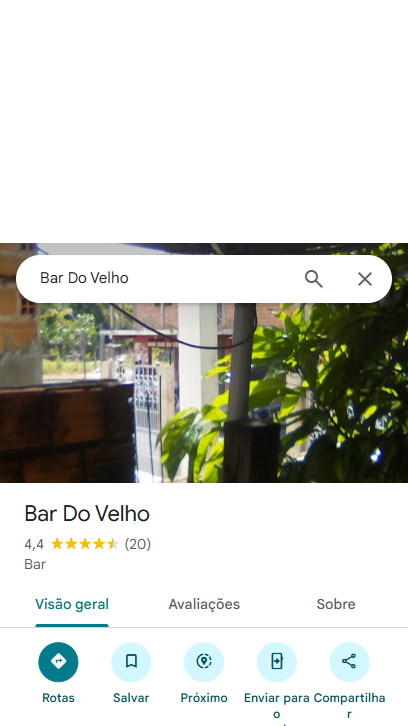 Bar Do Velho
Bar Do Velho
4,4 (20)
Bar
Visão geral Avaliações Sobre
Rotas Salvar Próximo Enviar para Compartilha
o r